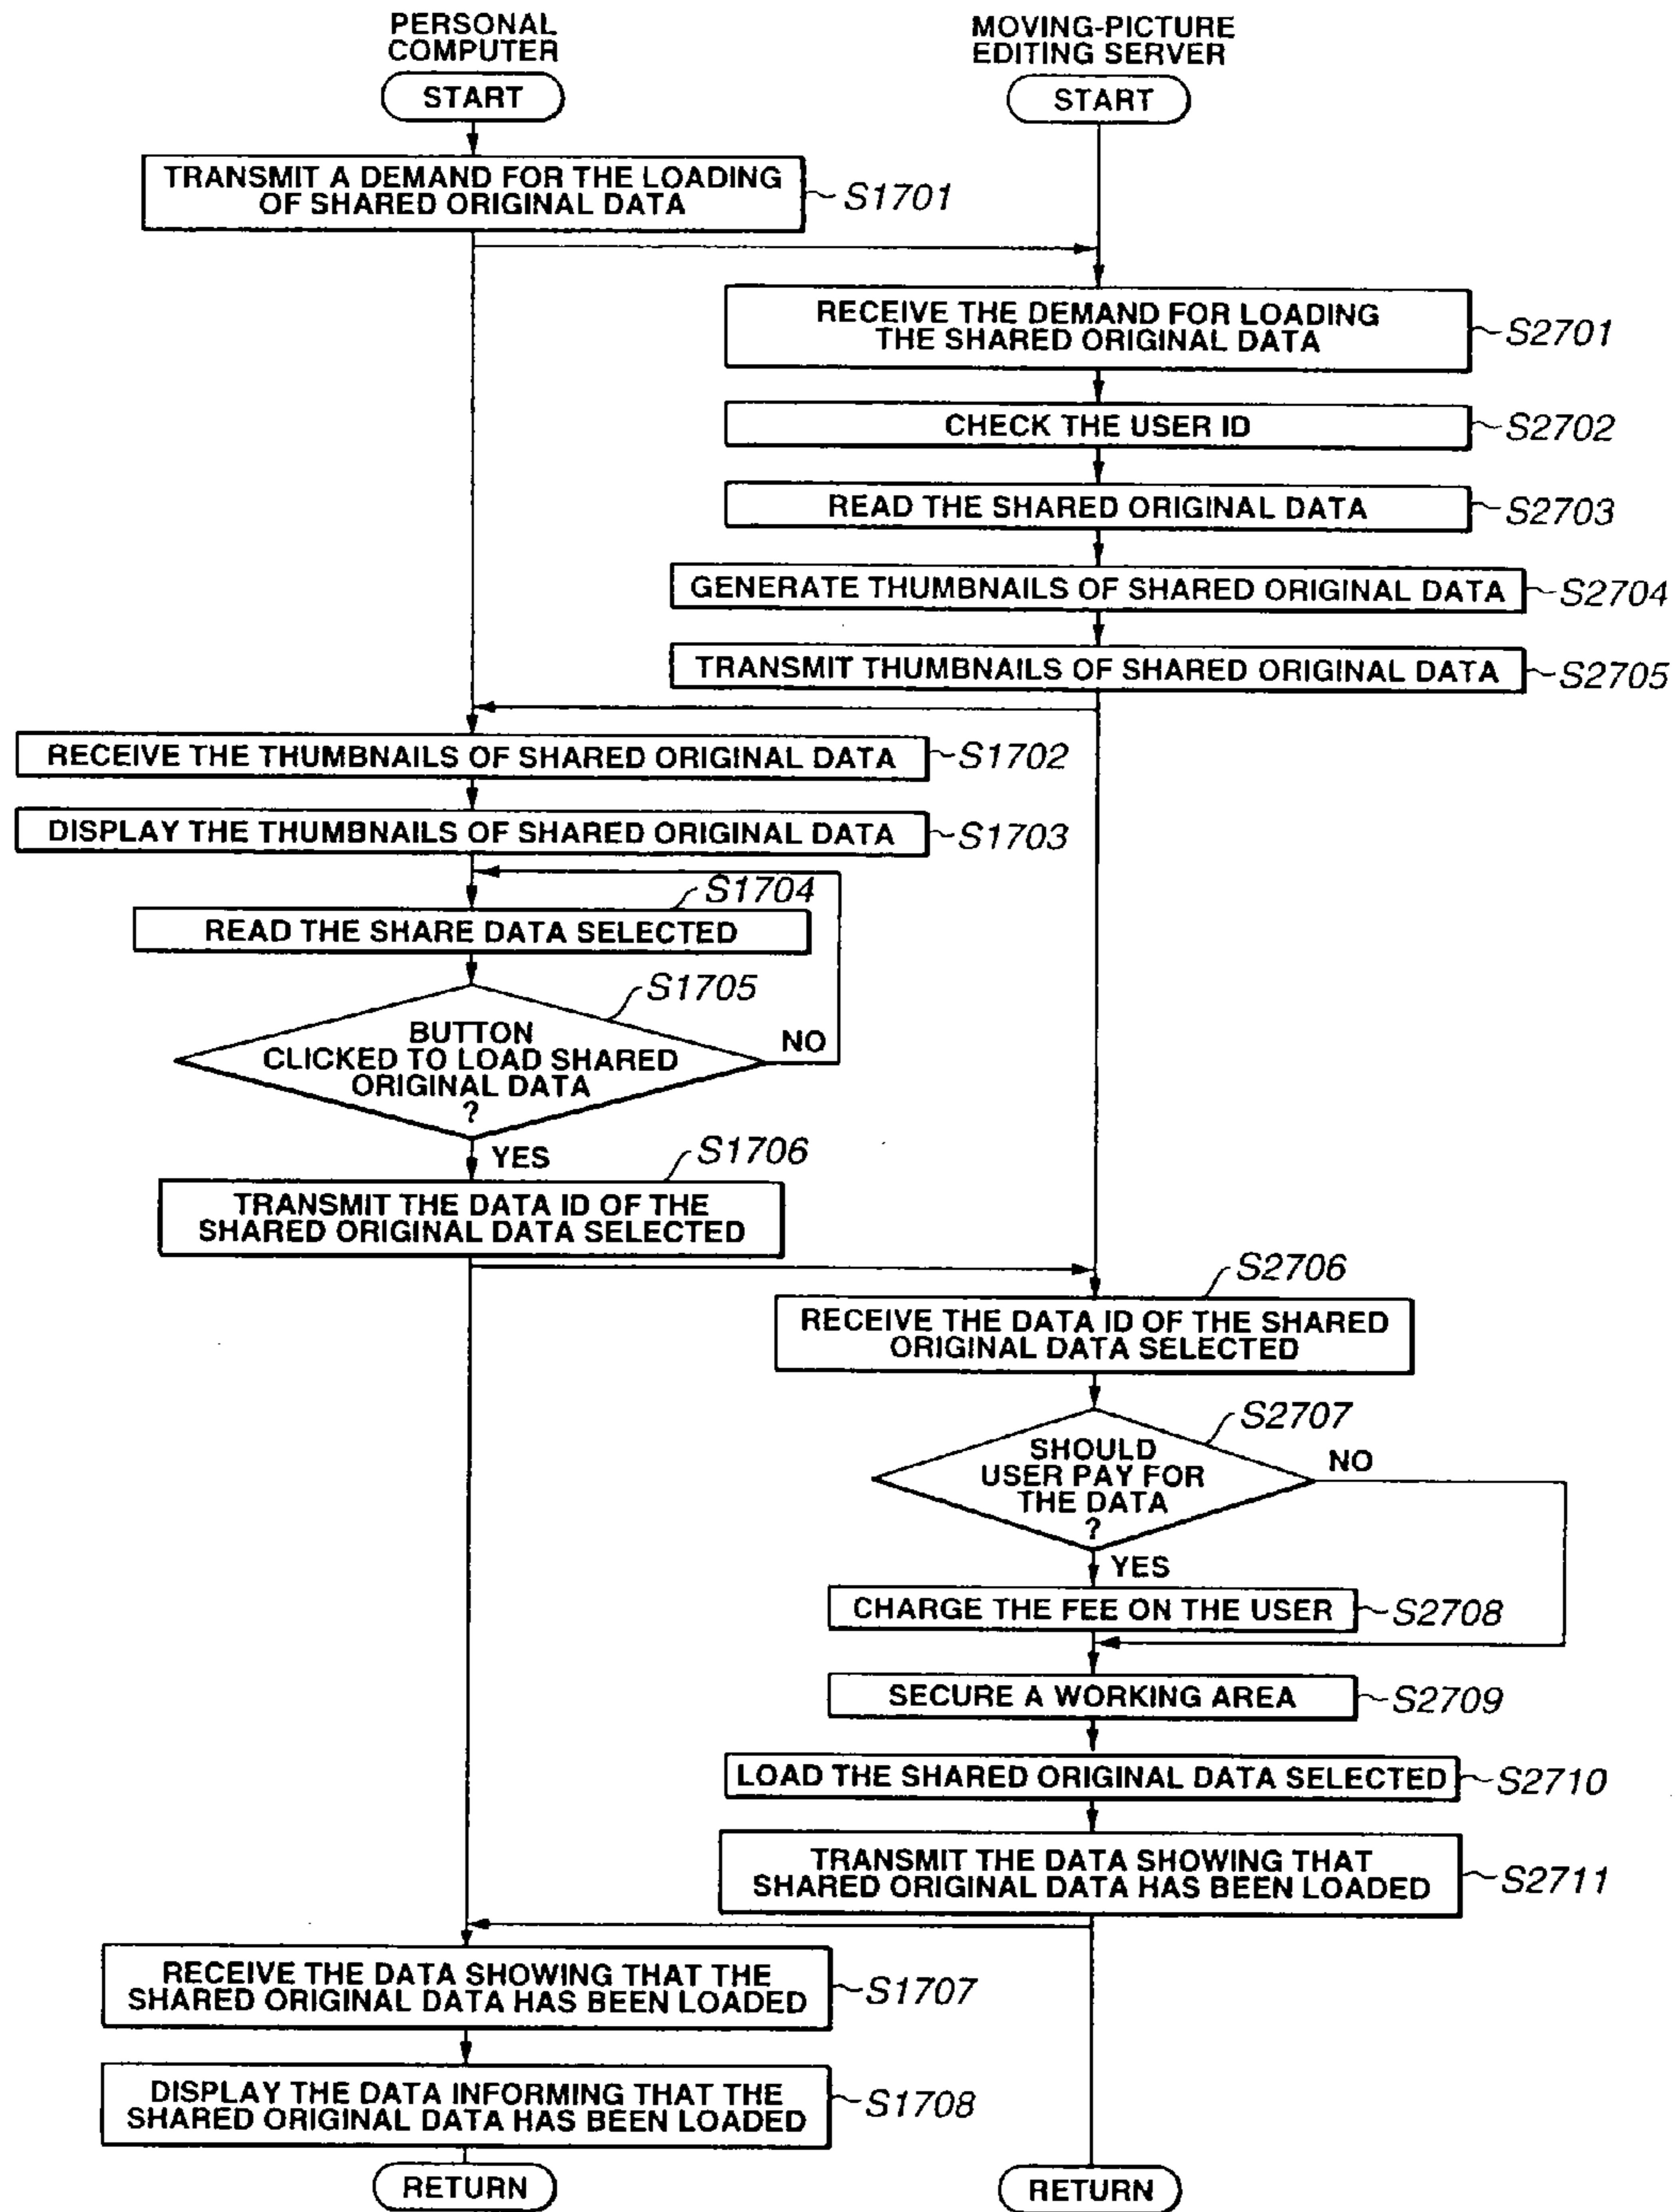 PERSONAL
COMPUTER
START
MOVING-PICTURE
EDITING SERVER
START
TRANSMIT A DEMAND FOR THE LOADING
OF SHARED ORIGINAL DATA
S1701
RECEIVE THE DEMAND FOR LOADING
THE SHARED ORIGINAL DATA
S2701
CHECK THE USER ID
S2702
READ THE SHARED ORIGINAL DATA
S2703
GENERATE THUMBNAILS OF SHARED ORIGINAL DATA
S2704
TRANSMIT THUMBNAILS OF SHARED ORIGINAL DATA
S2705
RECEIVE THE THUMBNAILS OF SHARED ORIGINAL DATA
S1702
DISPLAY THE THUMBNAILS OF SHARED ORIGINAL DATA
S1703
S1704
READ THE SHARE DATA SELECTED
S1705
BUTTON
CLICKED TO LOAD SHARED
ORIGINAL DATA
?
NO
YES
S1706
TRANSMIT THE DATA ID OF THE
SHARED ORIGINAL DATA SELECTED
S2706
RECEIVE THE DATA ID OF THE SHARED
ORIGINAL DATA SELECTED
S2707
SHOULD
USER PAY FOR
THE DATA
?
NO
YES
CHARGE THE FEE ON THE USER
S2708
SECURE A WORKING AREA
S2709
LOAD THE SHARED ORIGINAL DATA SELECTED
S2710
TRANSMIT THE DATA SHOWING THAT
SHARED ORIGINAL DATA HAS BEEN LOADED
S2711
RECEIVE THE DATA SHOWING THAT THE
SHARED ORIGINAL DATA HAS BEEN LOADED
S1707
DISPLAY THE DATA INFORMING THAT THE
SHARED ORIGINAL DATA HAS BEEN LOADED
S1708
RETURN
RETURN